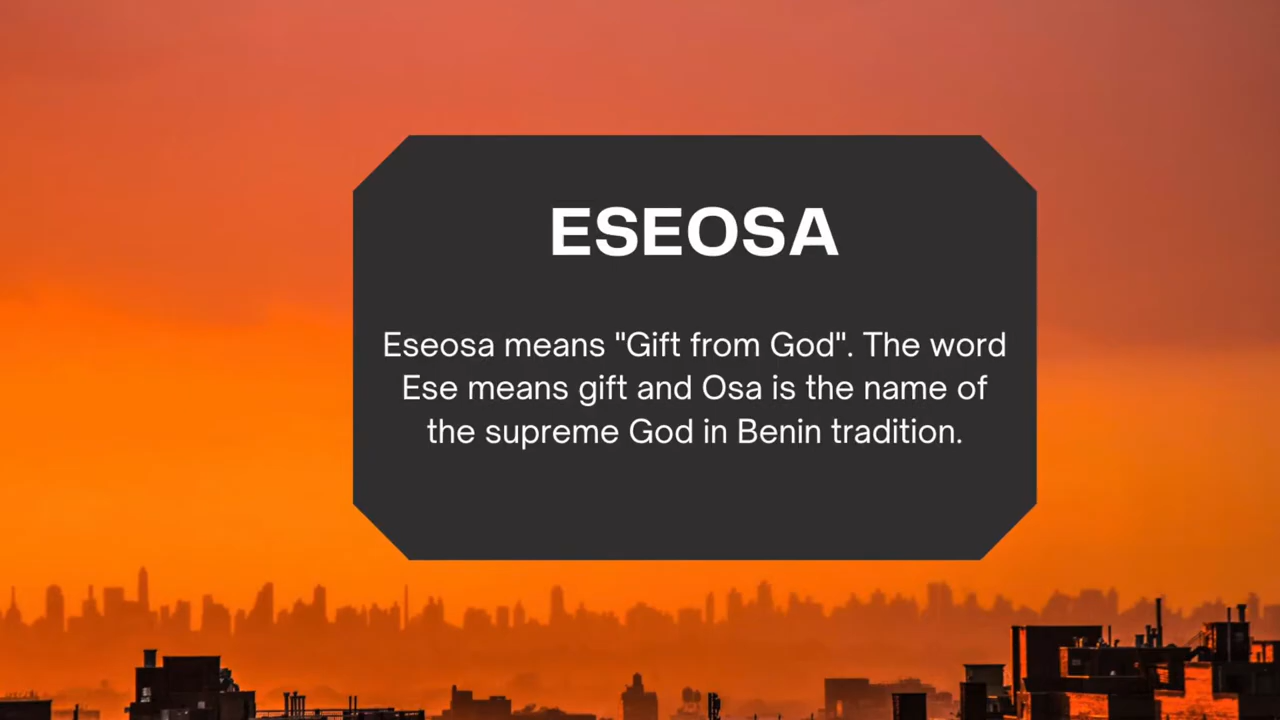 ESEOSA
Eseosa means "Gift from God". The word
Ese means gift and Osa is the name of
the supreme God in Benin tradition.